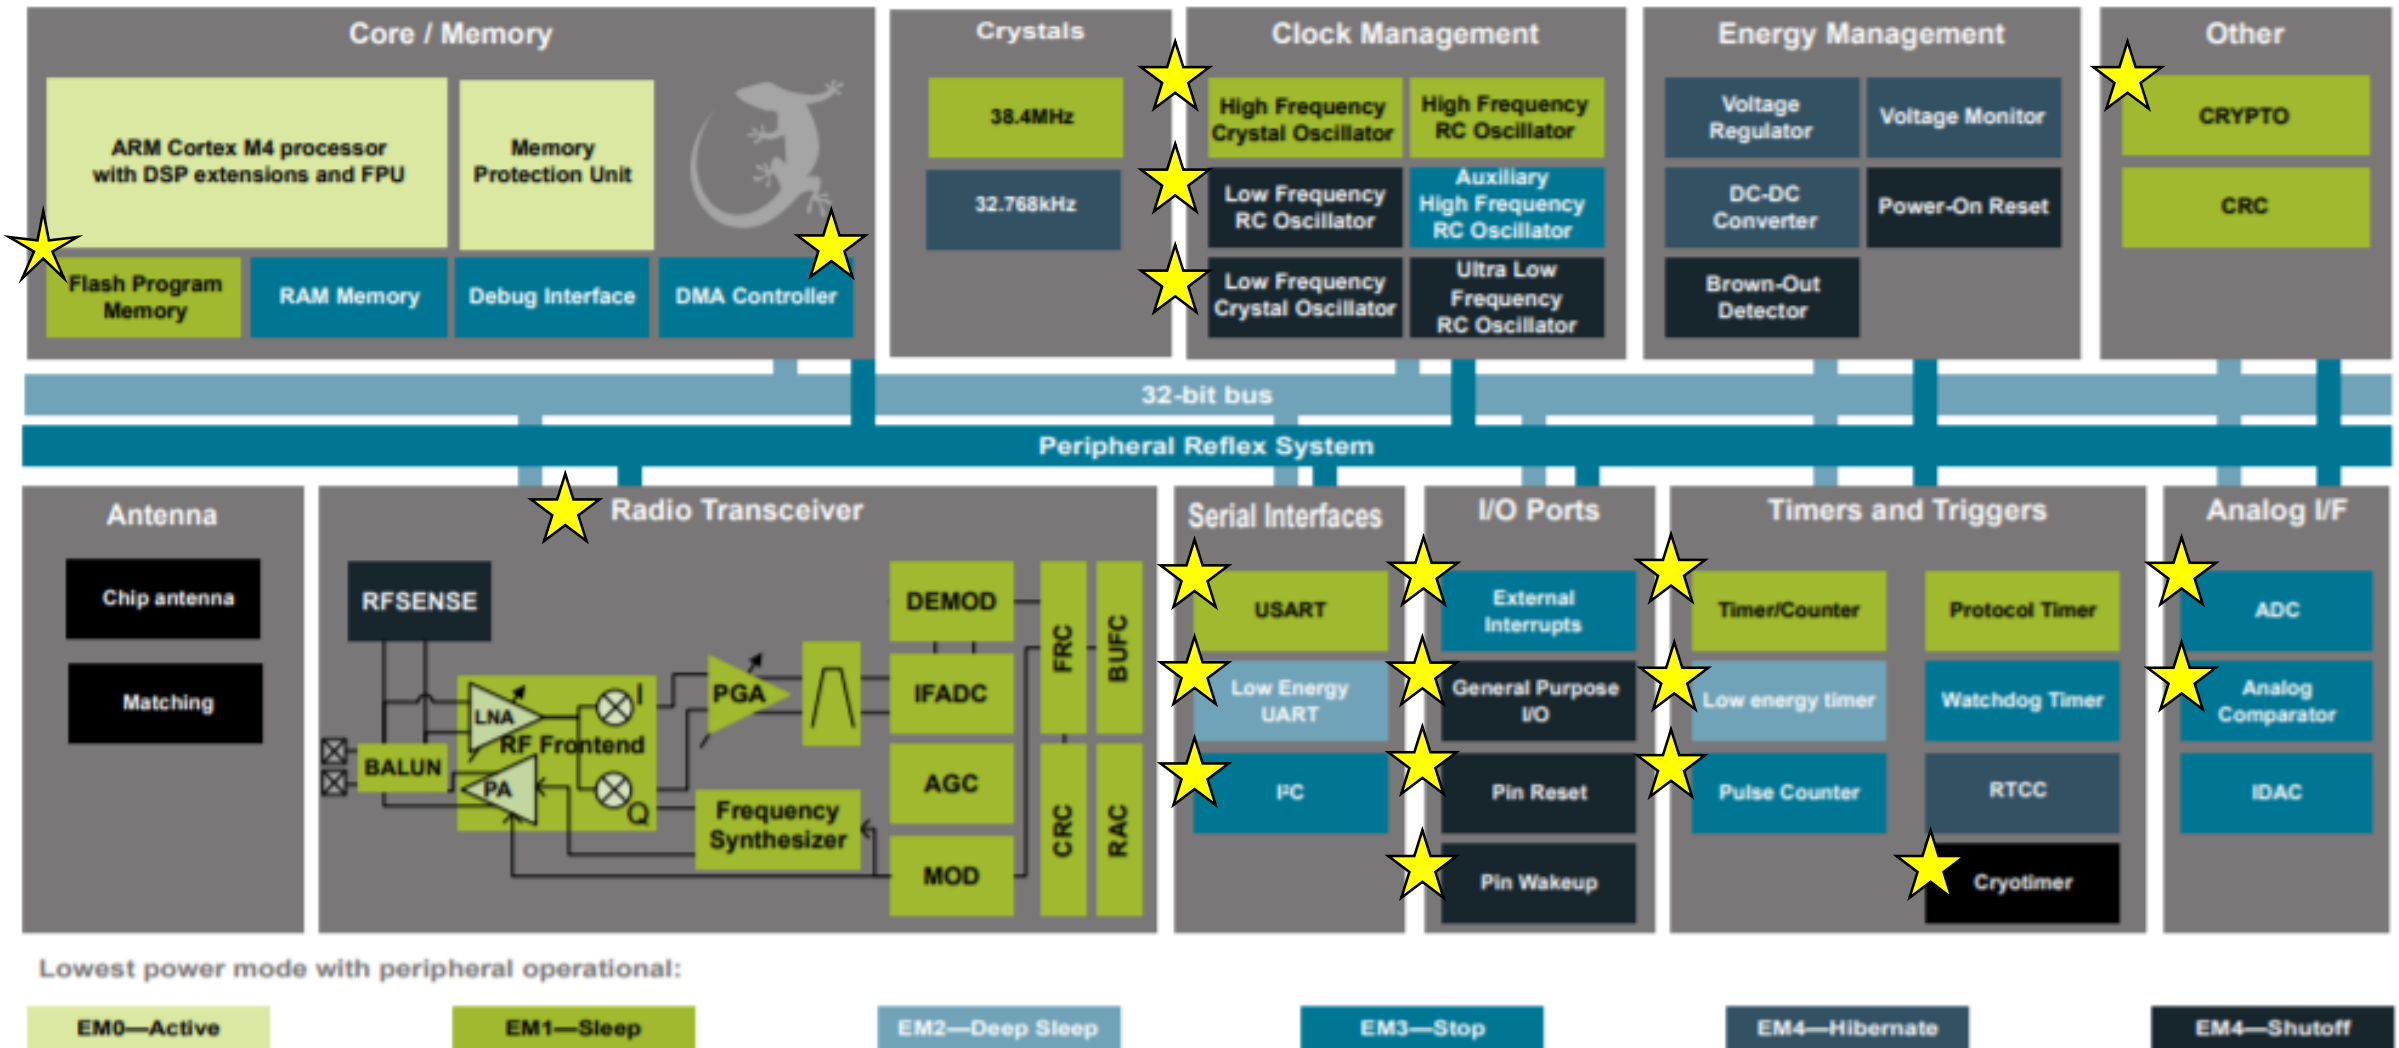 Core / Memory
ARM Cortex M4 processor
with DSP extensions and FPU
Memory
Protection Unit
Flash Program
Memory
RAM Memory
Debug Interface
DMA Controller
Crystals
38.4MHz
32.768kHz
Clock Management
High Frequency
Crystal Oscillator
High Frequency
RC Oscillator
Low Frequency
RC Oscillator
Auxiliary
High Frequency
RC Oscillator
Low Frequency
Crystal Oscillator
Ultra Low
Frequency
RC Oscillator
Energy Management
Voltage
Regulator
Voltage Monitor
DC-DC
Converter
Power-On Reset
Brown-Out
Detector
Other
CRYPTO
CRC
32-bit bus
Peripheral Reflex System
Antenna
Chip antenna
Matching
Radio Transceiver
RFSENSE
LNA
RF Frontend
I
Q
PA
BALUN
PGA
Frequency
Synthesizer
DEMOD
IFADC
AGC
MOD
FRC
BUFC
CRC
RAC
Serial Interfaces
USART
Low Energy
UART
I²C
I/O Ports
External
Interrupts
General Purpose
I/O
Pin Reset
Pin Wakeup
Timers and Triggers
Timer/Counter
Protocol Timer
Low energy timer
Watchdog Timer
Pulse Counter
RTCC
Cryotimer
Analog I/F
ADC
Analog
Comparator
IDAC
Lowest power mode with peripheral operational:
EM0—Active
EM1—Sleep
EM2—Deep Sleep
EM3—Stop
EM4—Hibernate
EM4—Shutoff